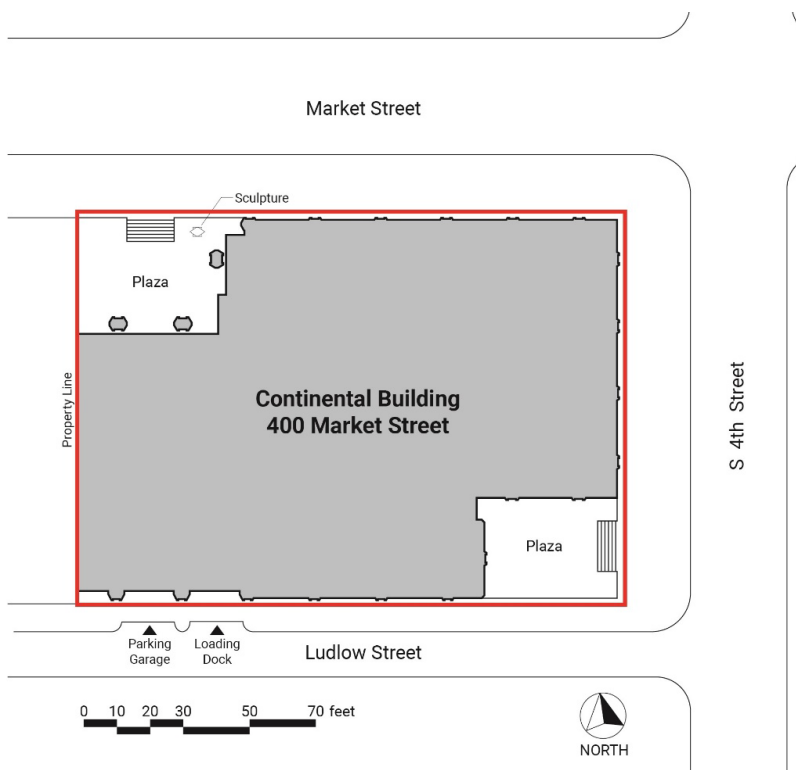 Market Street
Sculpture
Plaza
Property Line
Continental Building
400 Market Street
S 4th Street
Plaza
Parking
Garage
Loading
Dock
Ludlow Street
0 10 20 30 50 70 feet
NORTH